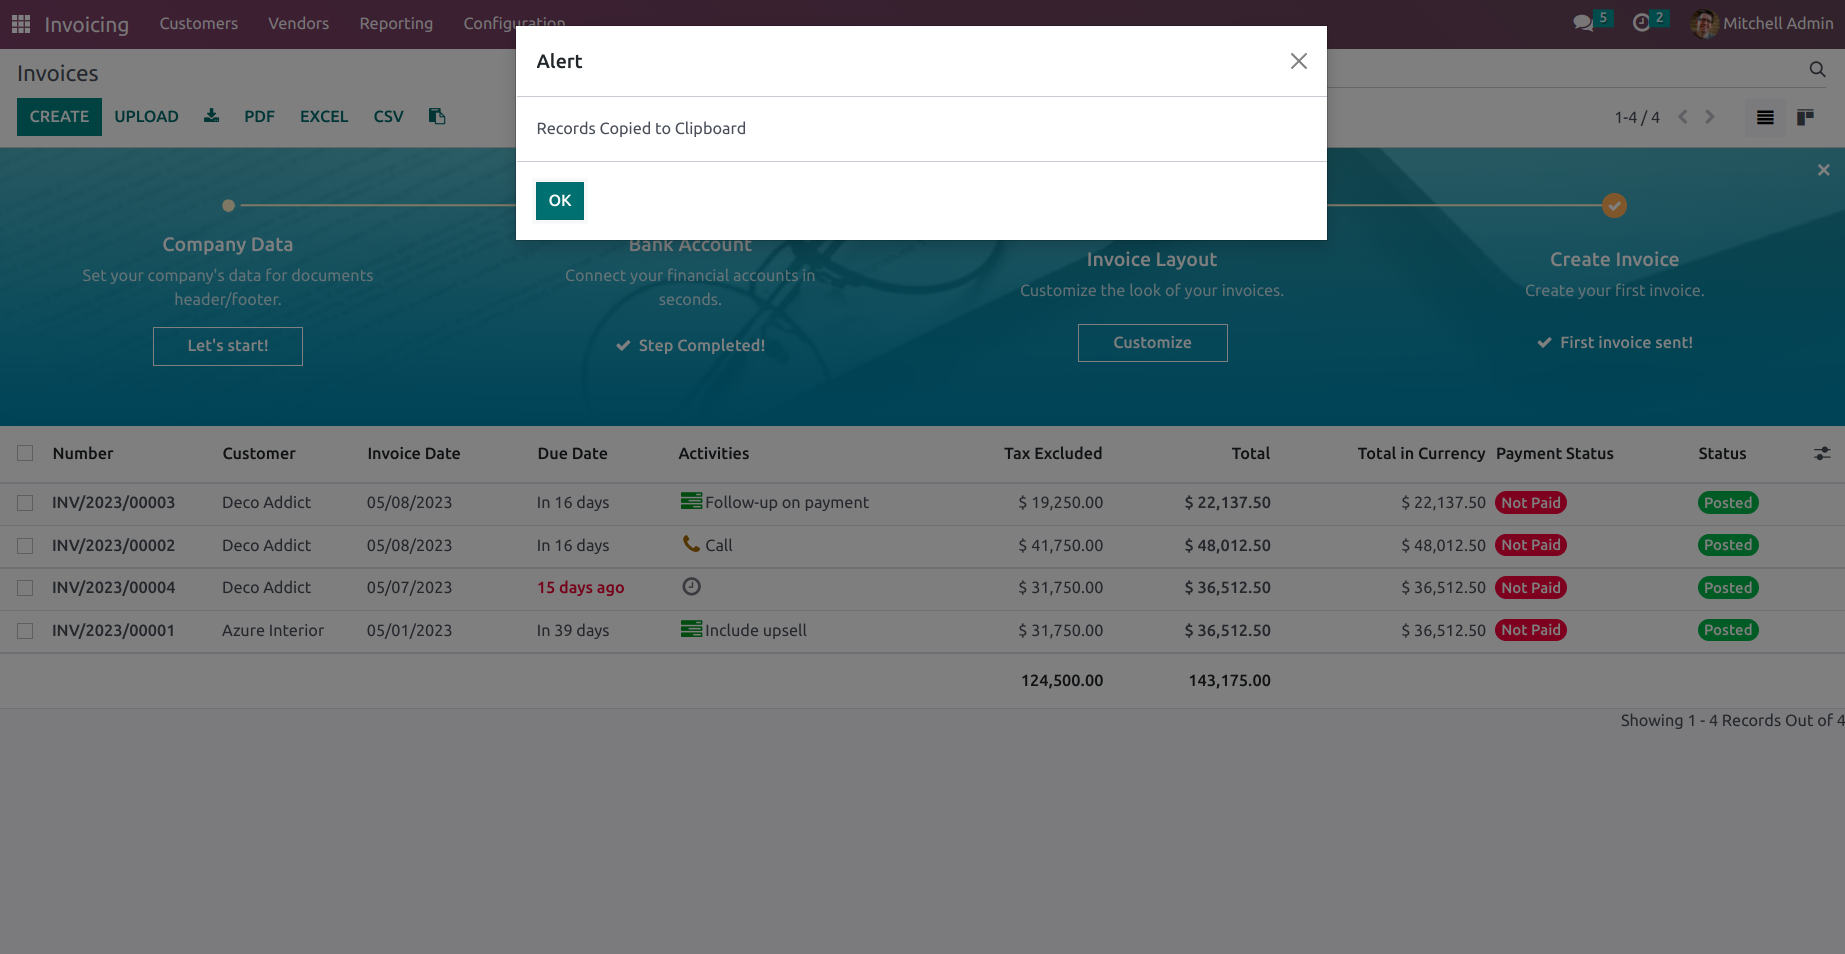 Invoicing Customers Vendors Reporting Configuration 5 2 Mitchell Admin
Alert
Invoices
CREATE UPLOAD PDF EXCEL CSV 1-4 / 4
Records Copied to Clipboard
OK
Company Data Bank Account Invoice Layout Create Invoice
Set your company's data for documents
header/footer.
Connect your financial accounts in
seconds.
Customize the look of your invoices.
Create your first invoice.
Let's start! Step Completed! Customize First invoice sent!
Number Customer Invoice Date Due Date Activities Tax Excluded Total Total in Currency Payment Status Status
INV/2023/00003 Deco Addict 05/08/2023 In 16 days Follow-up on payment $ 19,250.00 $ 22,137.50 $ 22,137.50 Not Paid Posted
INV/2023/00002 Deco Addict 05/08/2023 In 16 days Call $ 41,750.00 $ 48,012.50 $ 48,012.50 Not Paid Posted
INV/2023/00004 Deco Addict 05/07/2023 15 days ago $ 31,750.00 $ 36,512.50 $ 36,512.50 Not Paid Posted
INV/2023/00001 Azure Interior 05/01/2023 In 39 days Include upsell $ 31,750.00 $ 36,512.50 $ 36,512.50 Not Paid Posted
124,500.00 143,175.00
Showing 1 - 4 Records Out of 4